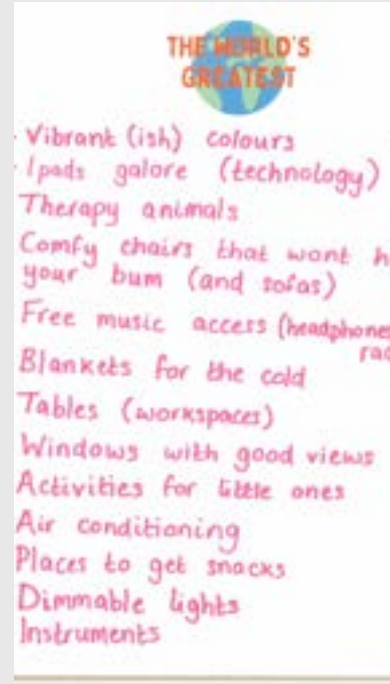 THE WORLD'S
GREATEST
- Vibrant (ish) colours
- Ipads galore (technology)
Therapy animals
Comfy chairs that wont h
your bum (and sofas)
Free music access (headphones
rad
Blankets for the cold
Tables (workspaces)
Windows with good views
Activities for little ones
Air conditioning
Places to get snacks
Dimmable lights
Instruments